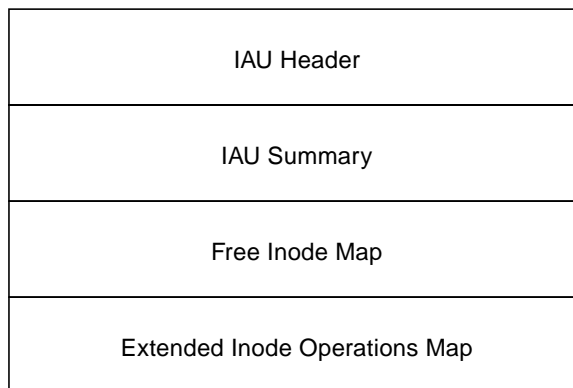 IAU Header
IAU Summary
Free Inode Map
Extended Inode Operations Map